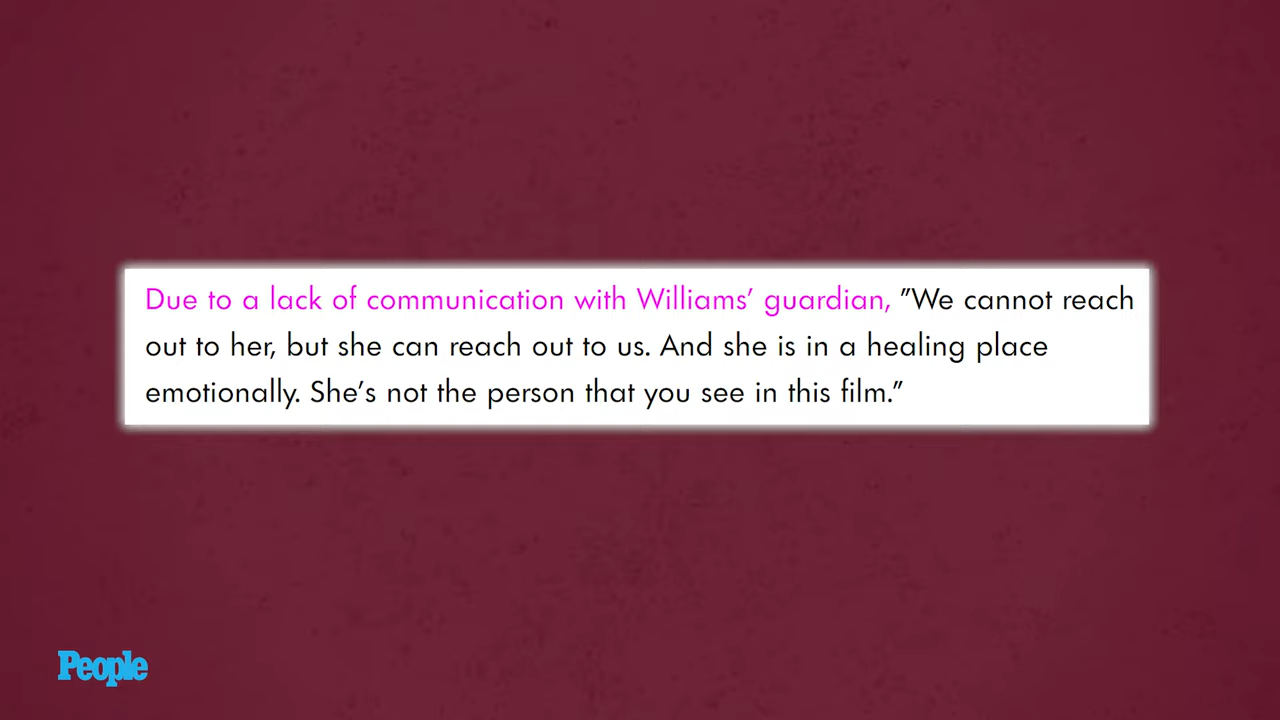 Due to a lack of communication with Williams’ guardian, ”We cannot reach
out to her, but she can reach out to us. And she is in a healing place
emotionally. She’s not the person that you see in this film.”
People